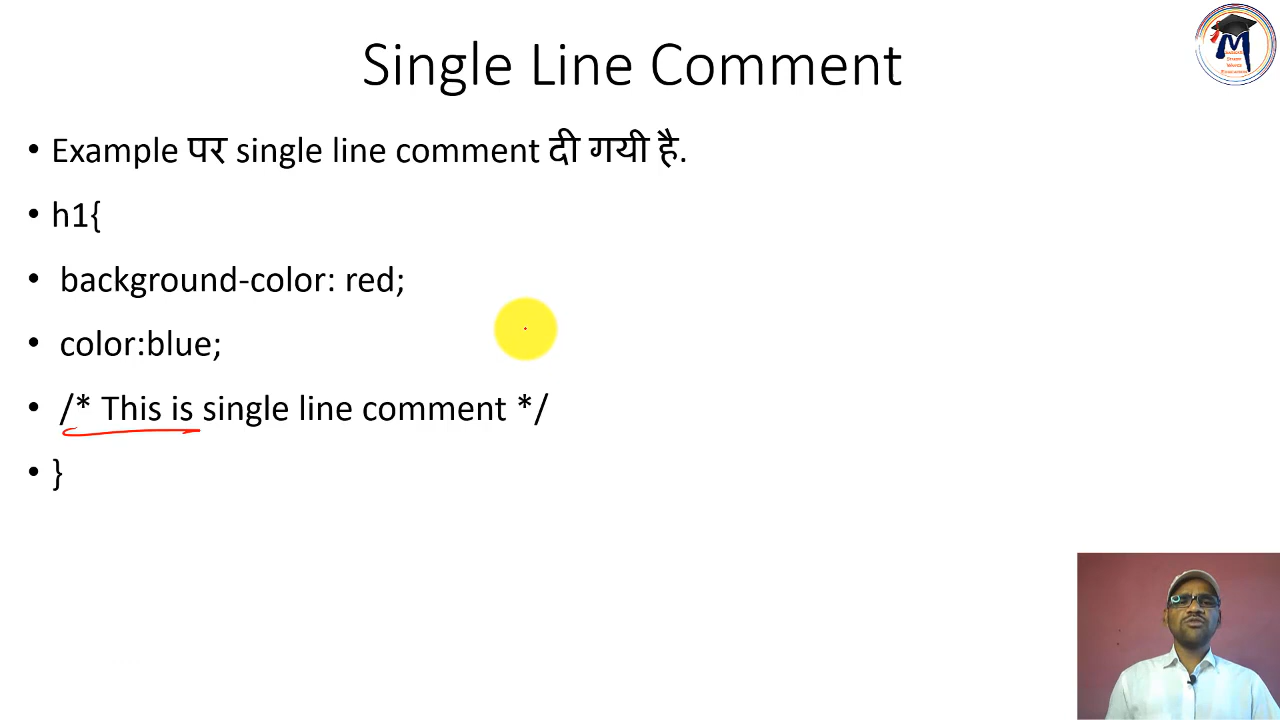 Single Line Comment
• Example पर single line comment दी गयी है.
• h1{
• background-color: red;
• color:blue;
• /* This is single line comment */
• }
M